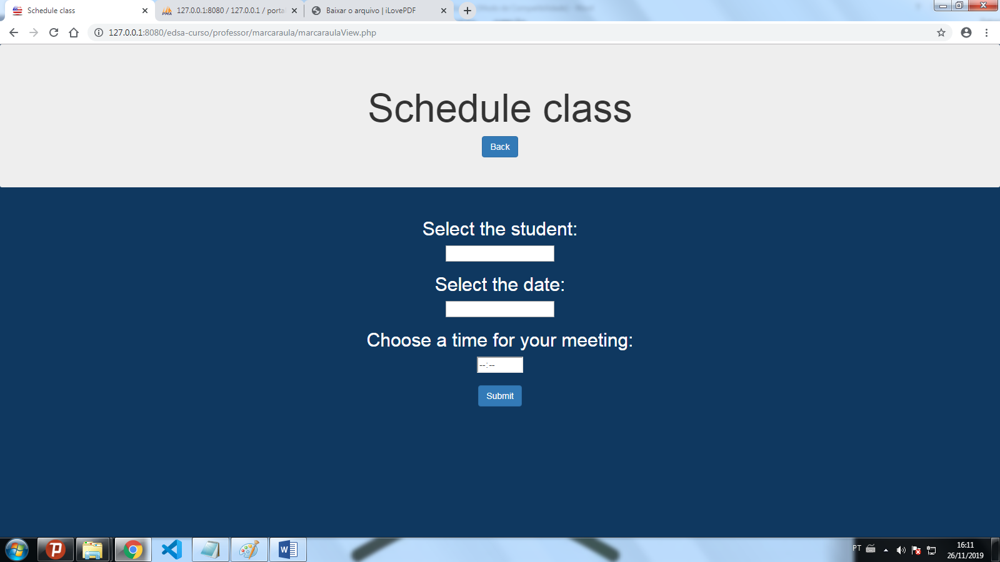 Schedule class
127.0.0.1:8080 / 127.0.0.1 / porta
Baixar o arquivo | iLovePDF
127.0.0.1:8080/edsa-curso/professor/marcaraula/marcaraulaView.php
Schedule class
Back
Select the student:
Select the date:
Choose a time for your meeting:
--:--
Submit
PT
16:11
26/11/2019